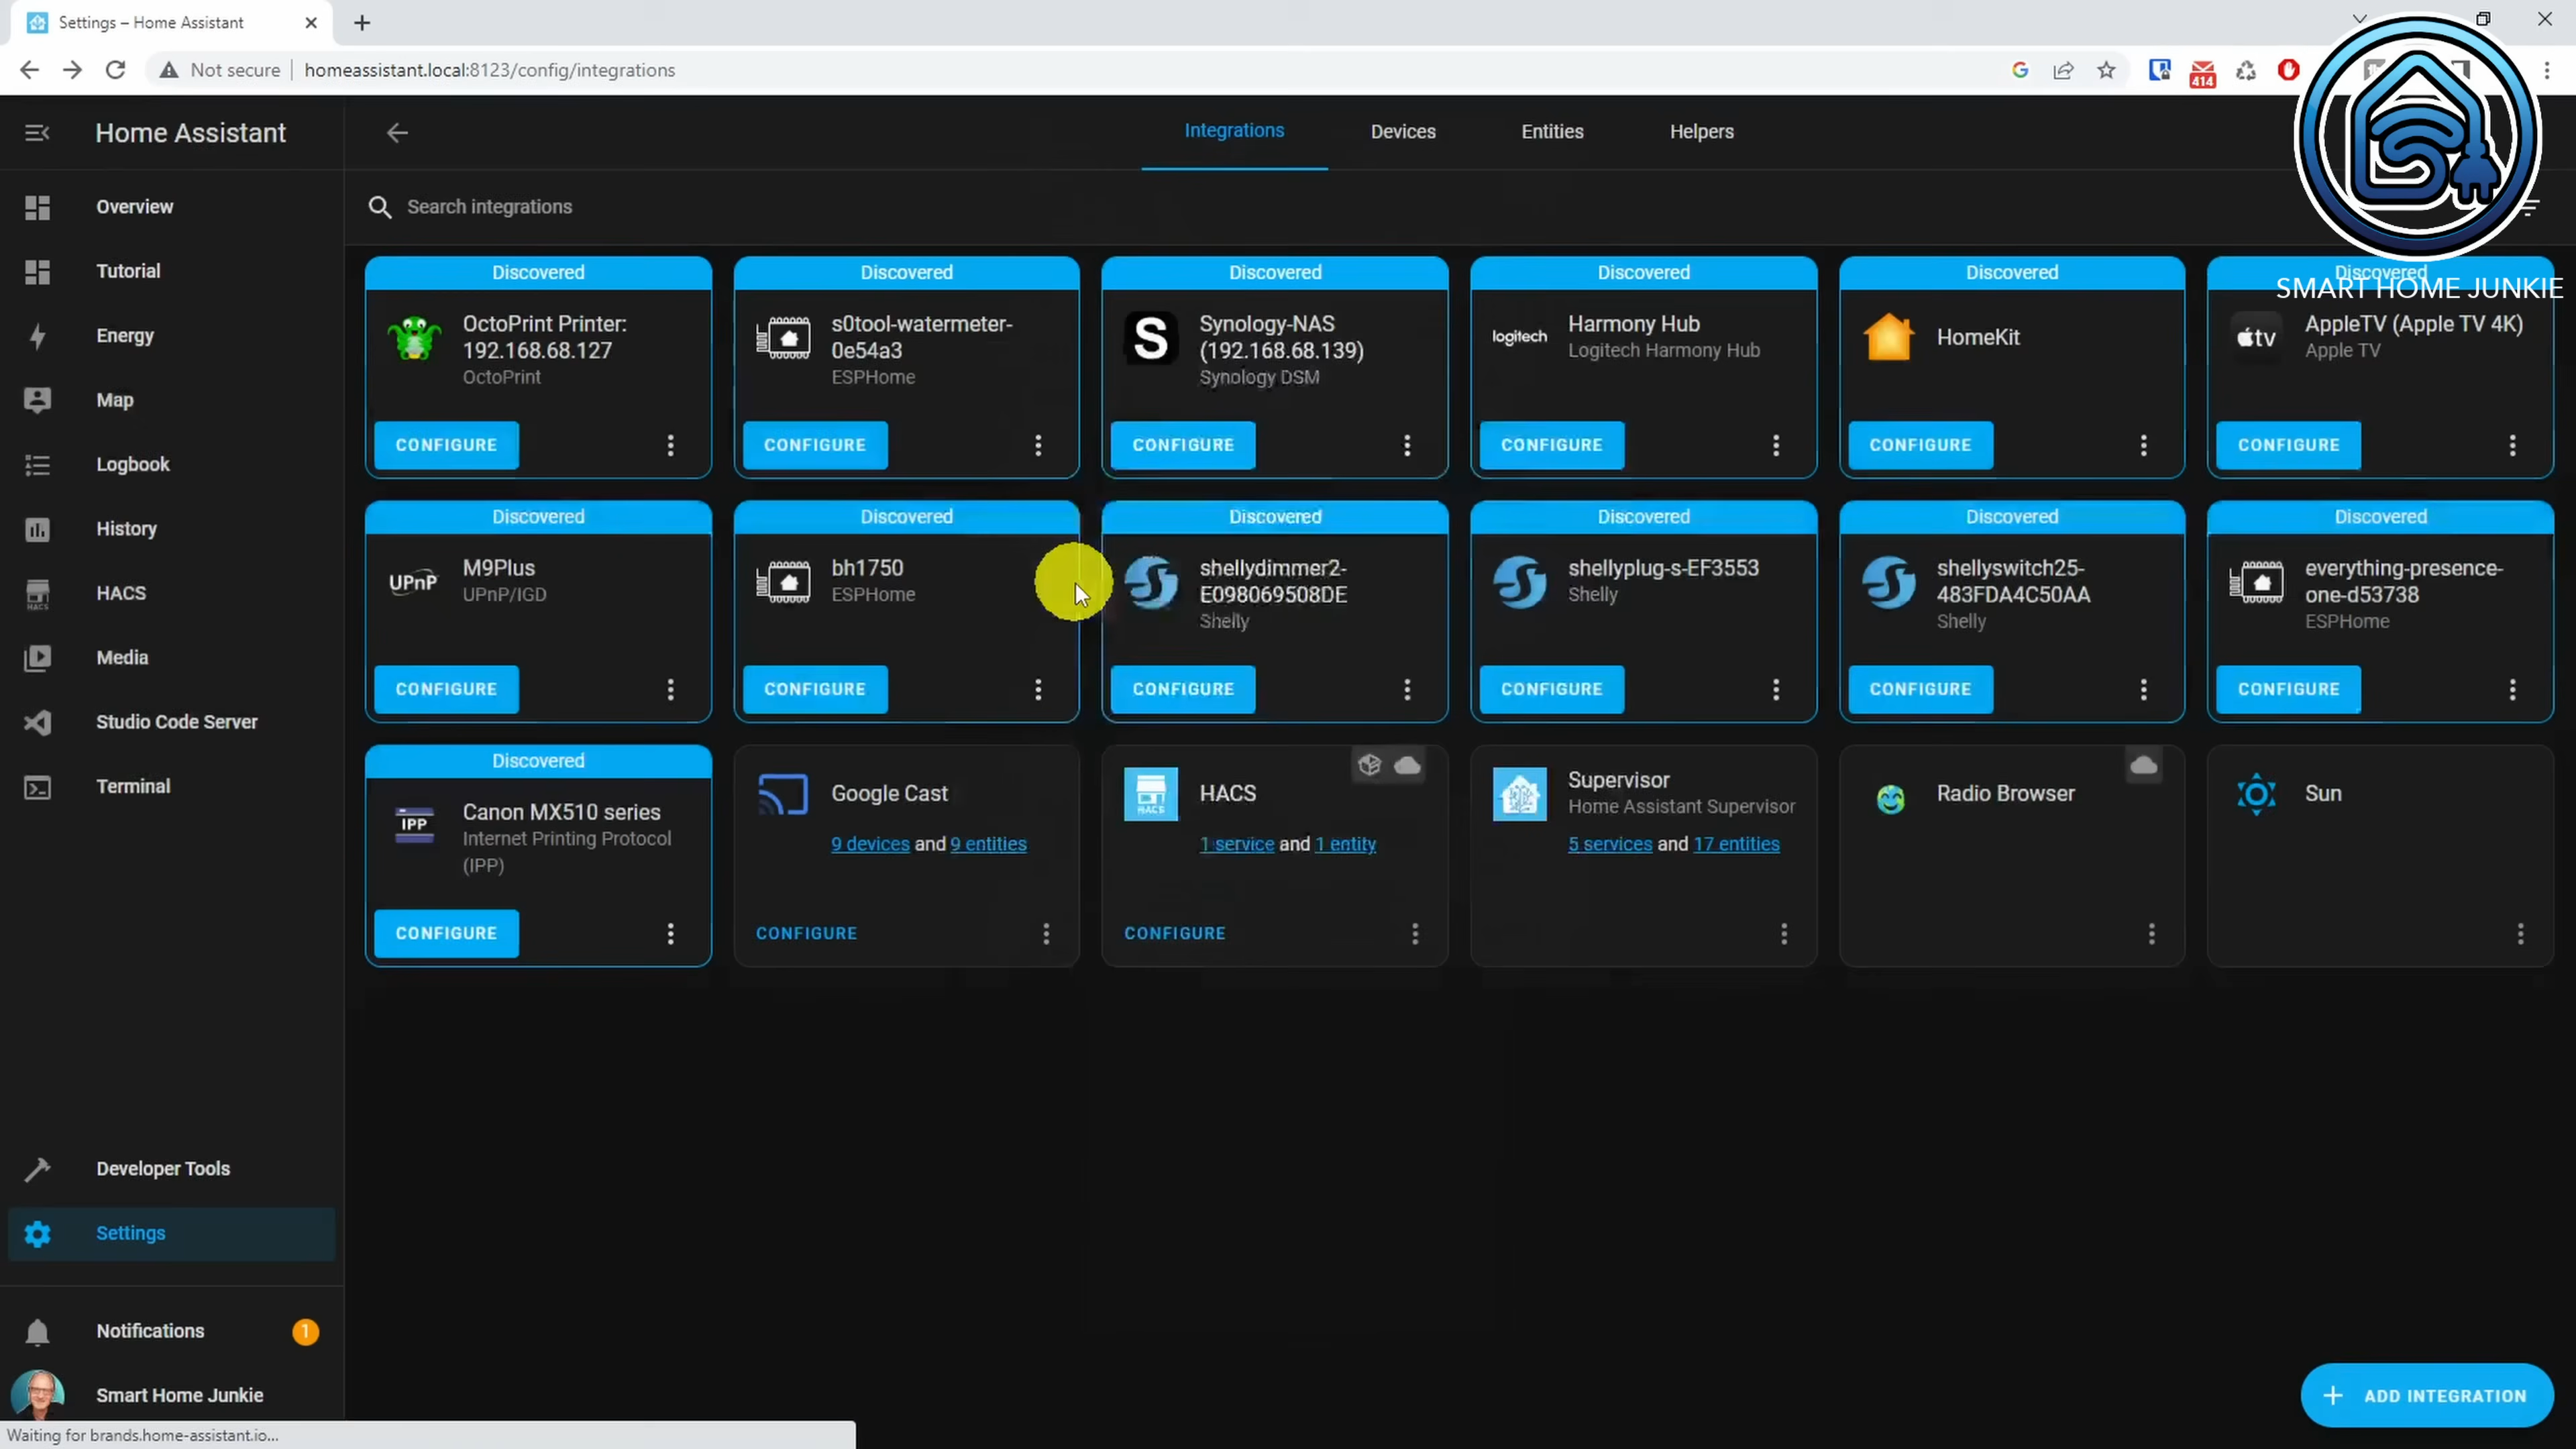 Settings – Home Assistant
Not secure
homeassistant.local:8123/config/integrations
414
Home Assistant
Integrations
Devices
Entities
Helpers
SMART HOME JUNKIE
Overview
Tutorial
Energy
Map
Logbook
History
HACS
HACS
Media
Studio Code Server
Terminal
Developer Tools
Settings
Notifications
1
Smart Home Junkie
Search integrations
Discovered
OctoPrint Printer:
192.168.68.127
OctoPrint
CONFIGURE
Discovered
s0tool-watermeter-
0e54a3
ESPHome
CONFIGURE
Discovered
S
Synology-NAS
(192.168.68.139)
Synology DSM
CONFIGURE
Discovered
logitech
Harmony Hub
Logitech Harmony Hub
CONFIGURE
Discovered
HomeKit
CONFIGURE
Discovered
tv
AppleTV (Apple TV 4K)
Apple TV
CONFIGURE
Discovered
UPnP
M9Plus
UPnP/IGD
CONFIGURE
Discovered
bh1750
ESPHome
CONFIGURE
Discovered
shellydimmer2-
E098069508DE
Shelly
CONFIGURE
Discovered
shellyplug-s-EF3553
Shelly
CONFIGURE
Discovered
shellyswitch25-
483FDA4C50AA
Shelly
CONFIGURE
Discovered
everything-presence-
one-d53738
ESPHome
CONFIGURE
Discovered
IPP
Canon MX510 series
Internet Printing Protocol
(IPP)
CONFIGURE
Google Cast
9 devices and 9 entities
CONFIGURE
HACS
HACS
1 service and 1 entity
CONFIGURE
Supervisor
Home Assistant Supervisor
5 services and 17 entities
Radio Browser
Sun
ADD INTEGRATION
Waiting for brands.home-assistant.io...